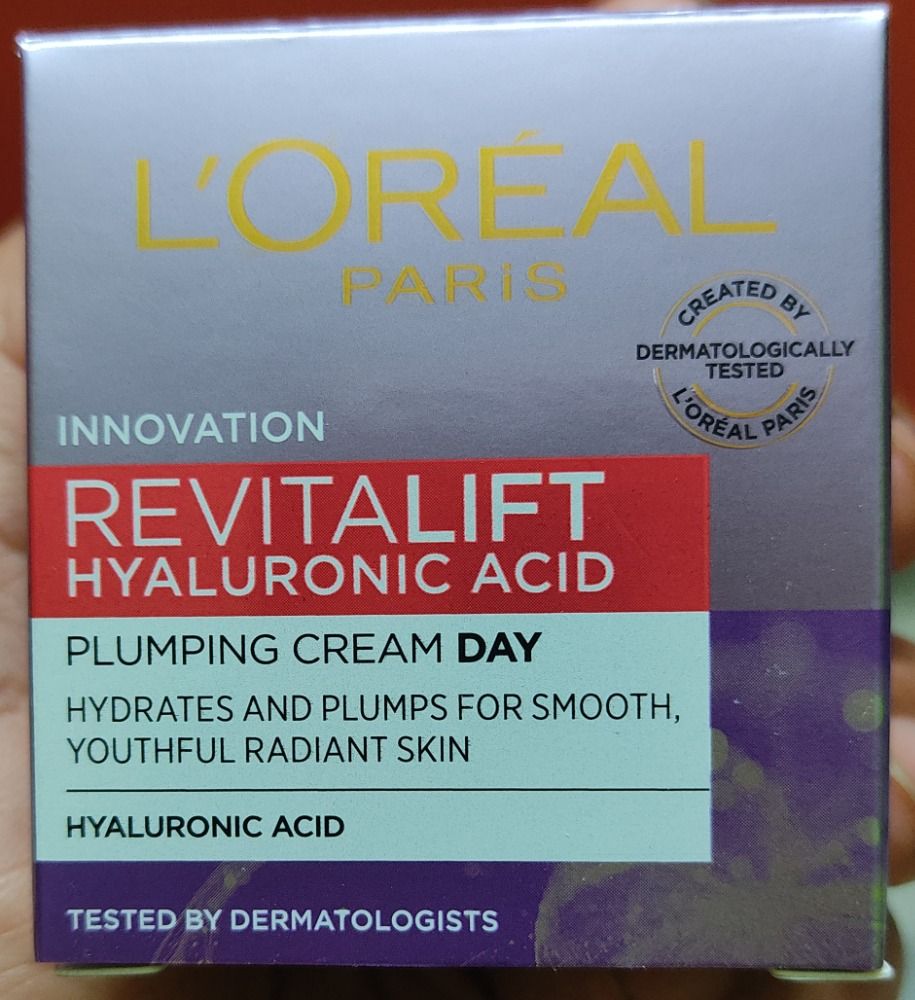 L'ORÉAL
PARiS
CREATED BY
DERMATOLOGICALLY
TESTED
L'ORÉAL PARIS
INNOVATION
REVITALIFT
HYALURONIC ACID
PLUMPING CREAM DAY
HYDRATES AND PLUMPS FOR SMOOTH,
YOUTHFUL RADIANT SKIN
HYALURONIC ACID
TESTED BY DERMATOLOGISTS